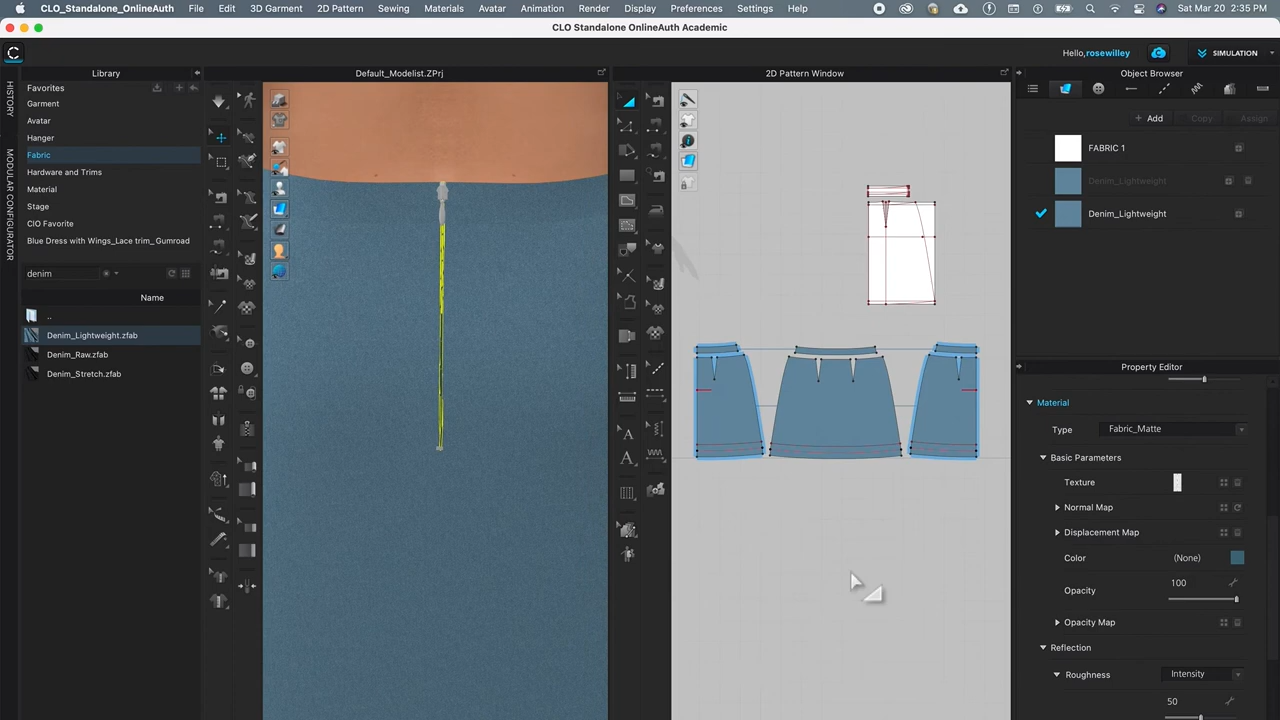 CLO_Standalone_OnlineAuth File Edit 3D Garment 2D Pattern Sewing Materials Avatar Animation Render Display Preferences Settings Help Sat Mar 20 2:35 PM
CLO Standalone OnlineAuth Academic
Hello, rosewilley SIMULATION
Library
Default_Modelist.ZPrj
2D Pattern Window
Object Browser
HISTORY
MODULAR CONFIGURATOR
Favorites
Garment
Avatar
Hanger
Fabric
Hardware and Trims
Material
Stage
ClO Favorite
Blue Dress with Wings_Lace trim_Gumroad
denim
Name
..
Denim_Lightweight.zfab
Denim_Raw.zfab
Denim_Stretch.zfab
+ Add Copy Assign
FABRIC 1
Denim_Lightweight
Denim_Lightweight
Property Editor
Material
Type Fabric_Matte
Basic Parameters
Texture
Normal Map
Displacement Map
Color (None)
Opacity 100
Opacity Map
Reflection
Roughness Intensity
50